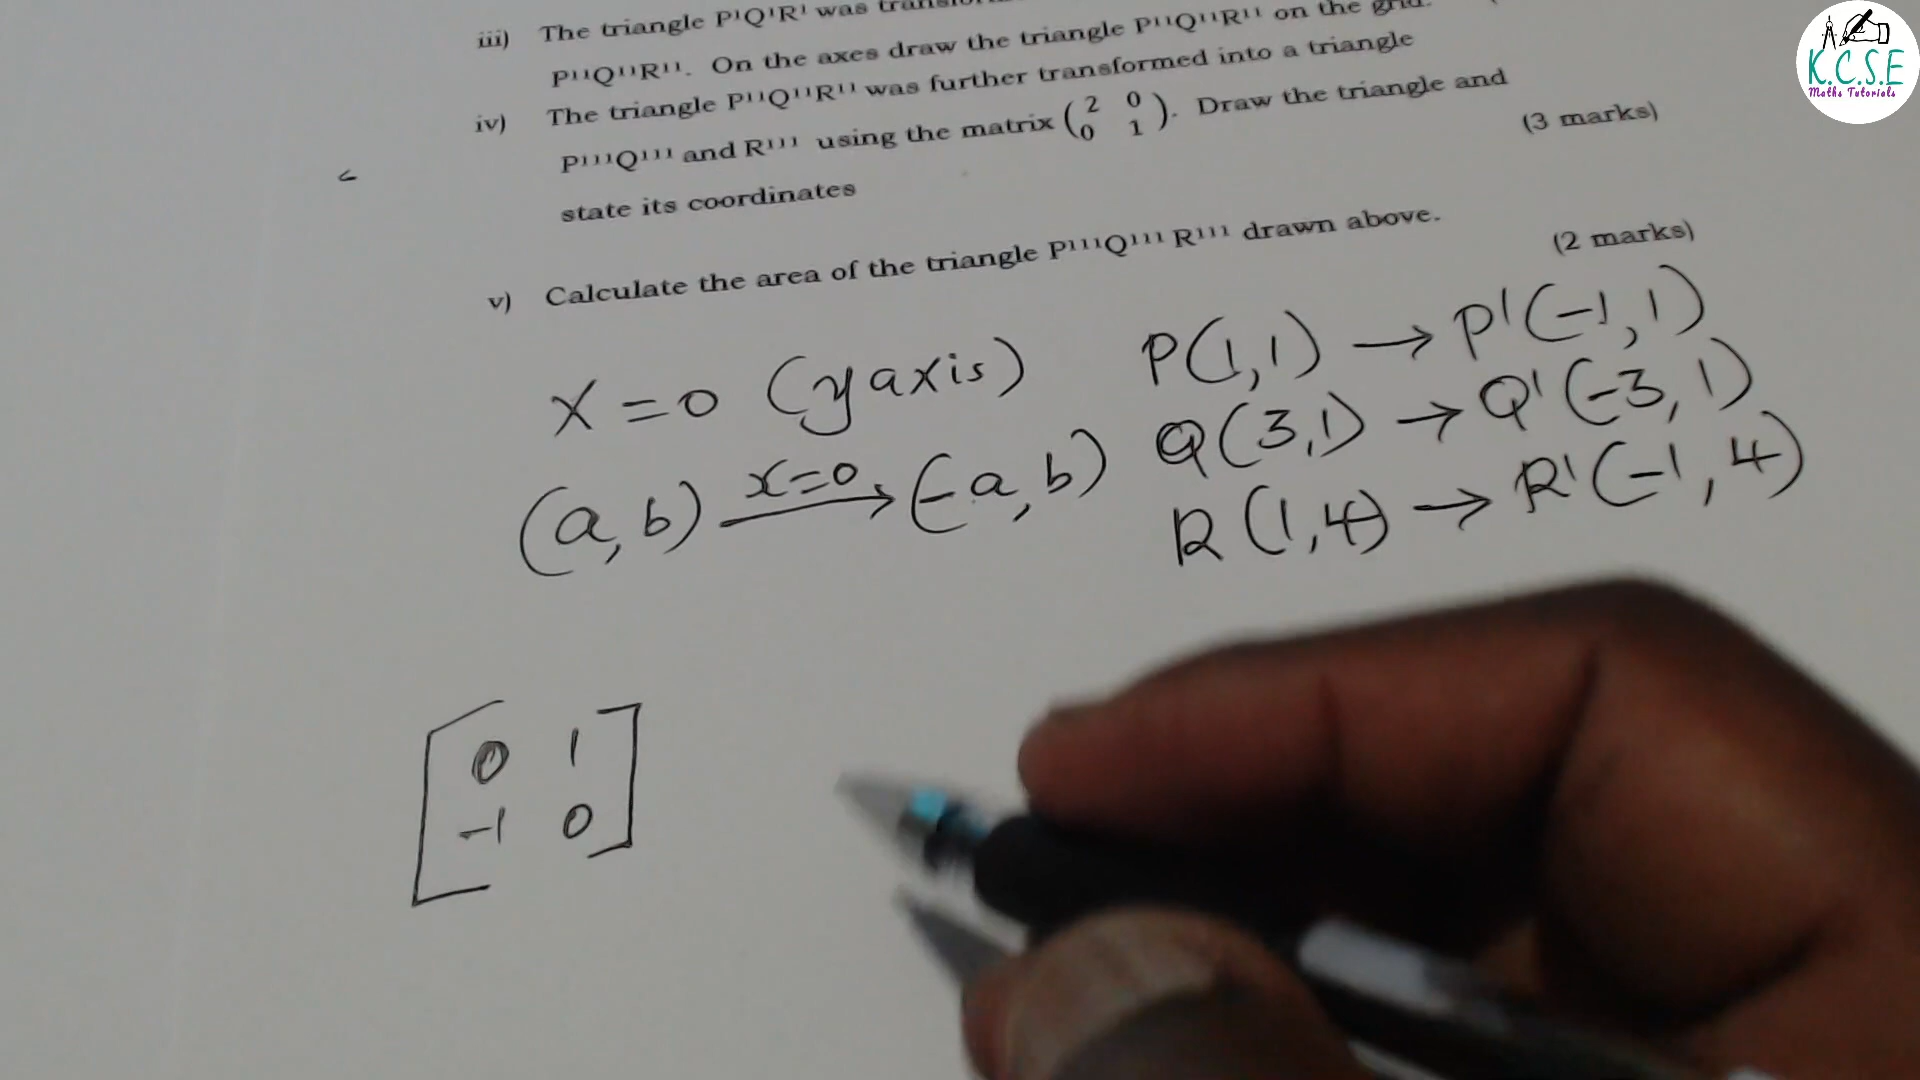 iii) The triangle P'Q'R' was
P''Q''R''. On the axes draw the triangle P''Q''R'' on the grid.
iv) The triangle P''Q''R'' was further transformed into a triangle
P'''Q''' and R''' using the matrix (2 0
0 1). Draw the triangle and
state its coordinates
(3 marks)
v) Calculate the area of the triangle P'''Q''' R''' drawn above.
(2 marks)
X=0 (y axis)
(a,b) x=0 → (-a,b)
P(1,1) → P'(-1,1)
Q(3,1) → Q'(-3,1)
R(1,4) → R'(-1,4)
[0 1
-1 0]
K.C.S.E
Maths Tutorials